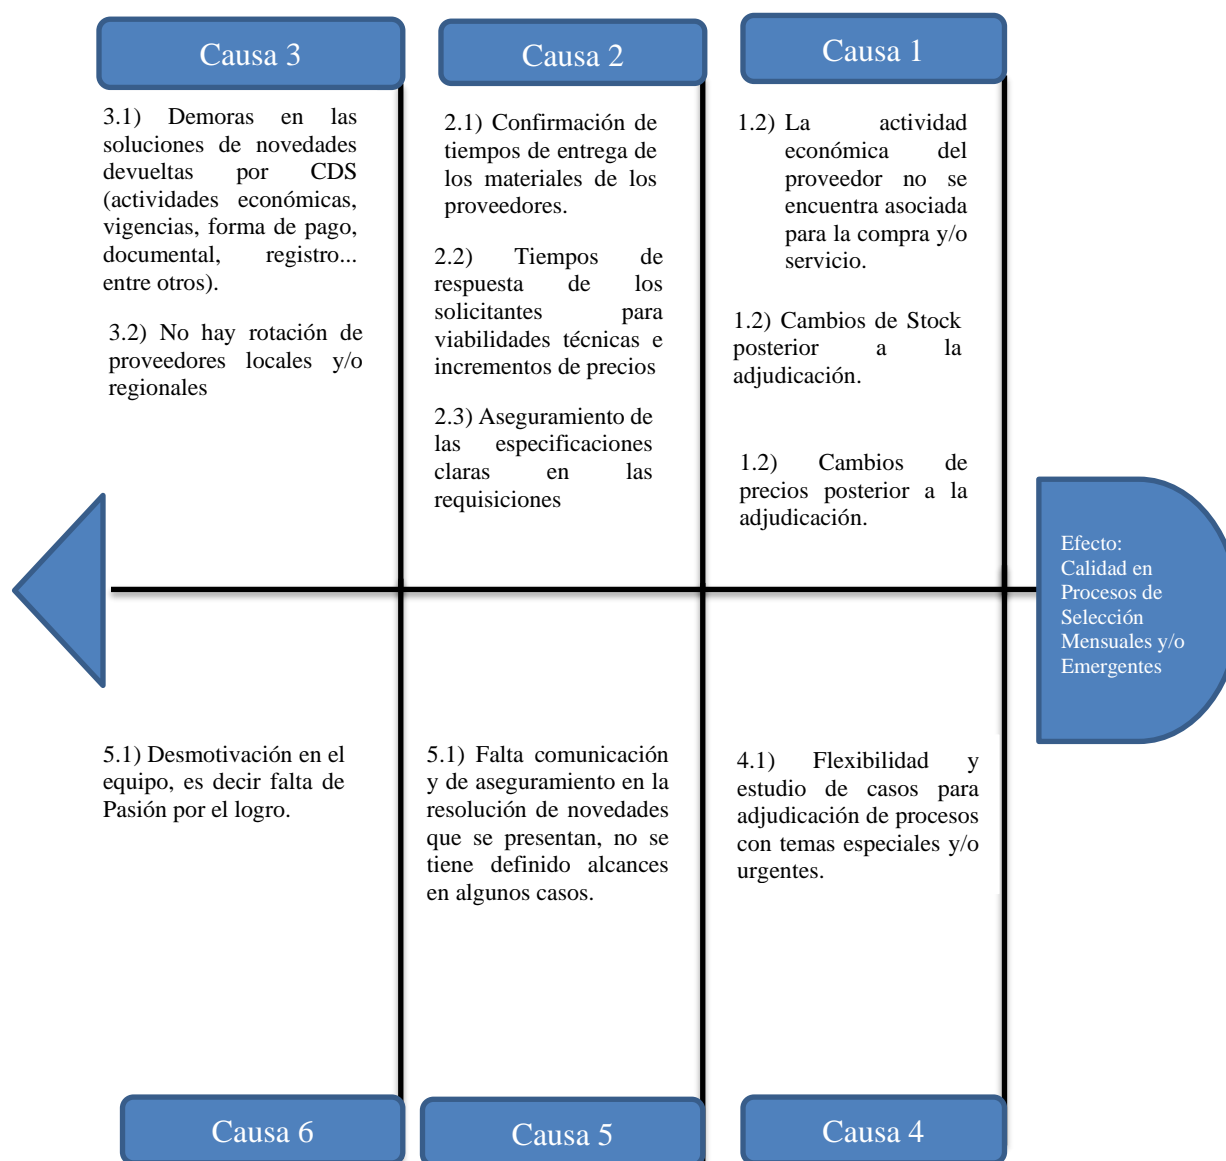 Causa 3
Causa 2
Causa 1
3.1) Demoras en las
soluciones de novedades
devueltas por CDS
(actividades económicas,
vigencias, forma de pago,
documental, registro...
entre otros).
3.2) No hay rotación de
proveedores locales y/o
regionales
2.1) Confirmación de
tiempos de entrega de
los materiales de los
proveedores.
2.2) Tiempos de
respuesta de los
solicitantes para
viabilidades técnicas e
incrementos de precios
2.3) Aseguramiento de
las especificaciones
claras en las
requisiciones
1.2) La actividad
económica del
proveedor no se
encuentra asociada
para la compra y/o
servicio.
1.2) Cambios de Stock
posterior a la
adjudicación.
1.2) Cambios de
precios posterior a la
adjudicación.
Efecto:
Calidad en
Procesos de
Selección
Mensuales y/o
Emergentes
5.1) Desmotivación en el
equipo, es decir falta de
Pasión por el logro.
5.1) Falta comunicación
y de aseguramiento en la
resolución de novedades
que se presentan, no se
tiene definido alcances
en algunos casos.
4.1) Flexibilidad y
estudio de casos para
adjudicación de procesos
con temas especiales y/o
urgentes.
Causa 6
Causa 5
Causa 4